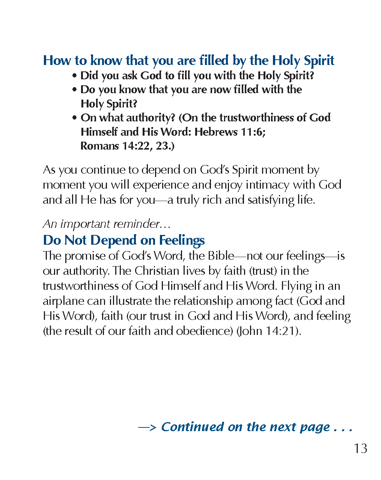 How to know that you are filled by the Holy Spirit
• Did you ask God to fill you with the Holy Spirit?
• Do you know that you are now filled with the
Holy Spirit?
• On what authority? (On the trustworthiness of God
Himself and His Word: Hebrews 11:6;
Romans 14:22, 23.)
As you continue to depend on God's Spirit moment by
moment you will experience and enjoy intimacy with God
and all He has for you—a truly rich and satisfying life.
An important reminder…
Do Not Depend on Feelings
The promise of God's Word, the Bible—not our feelings—is
our authority. The Christian lives by faith (trust) in the
trustworthiness of God Himself and His Word. Flying in an
airplane can illustrate the relationship among fact (God and
His Word), faith (our trust in God and His Word), and feeling
(the result of our faith and obedience) (John 14:21).
—> Continued on the next page . . .
13